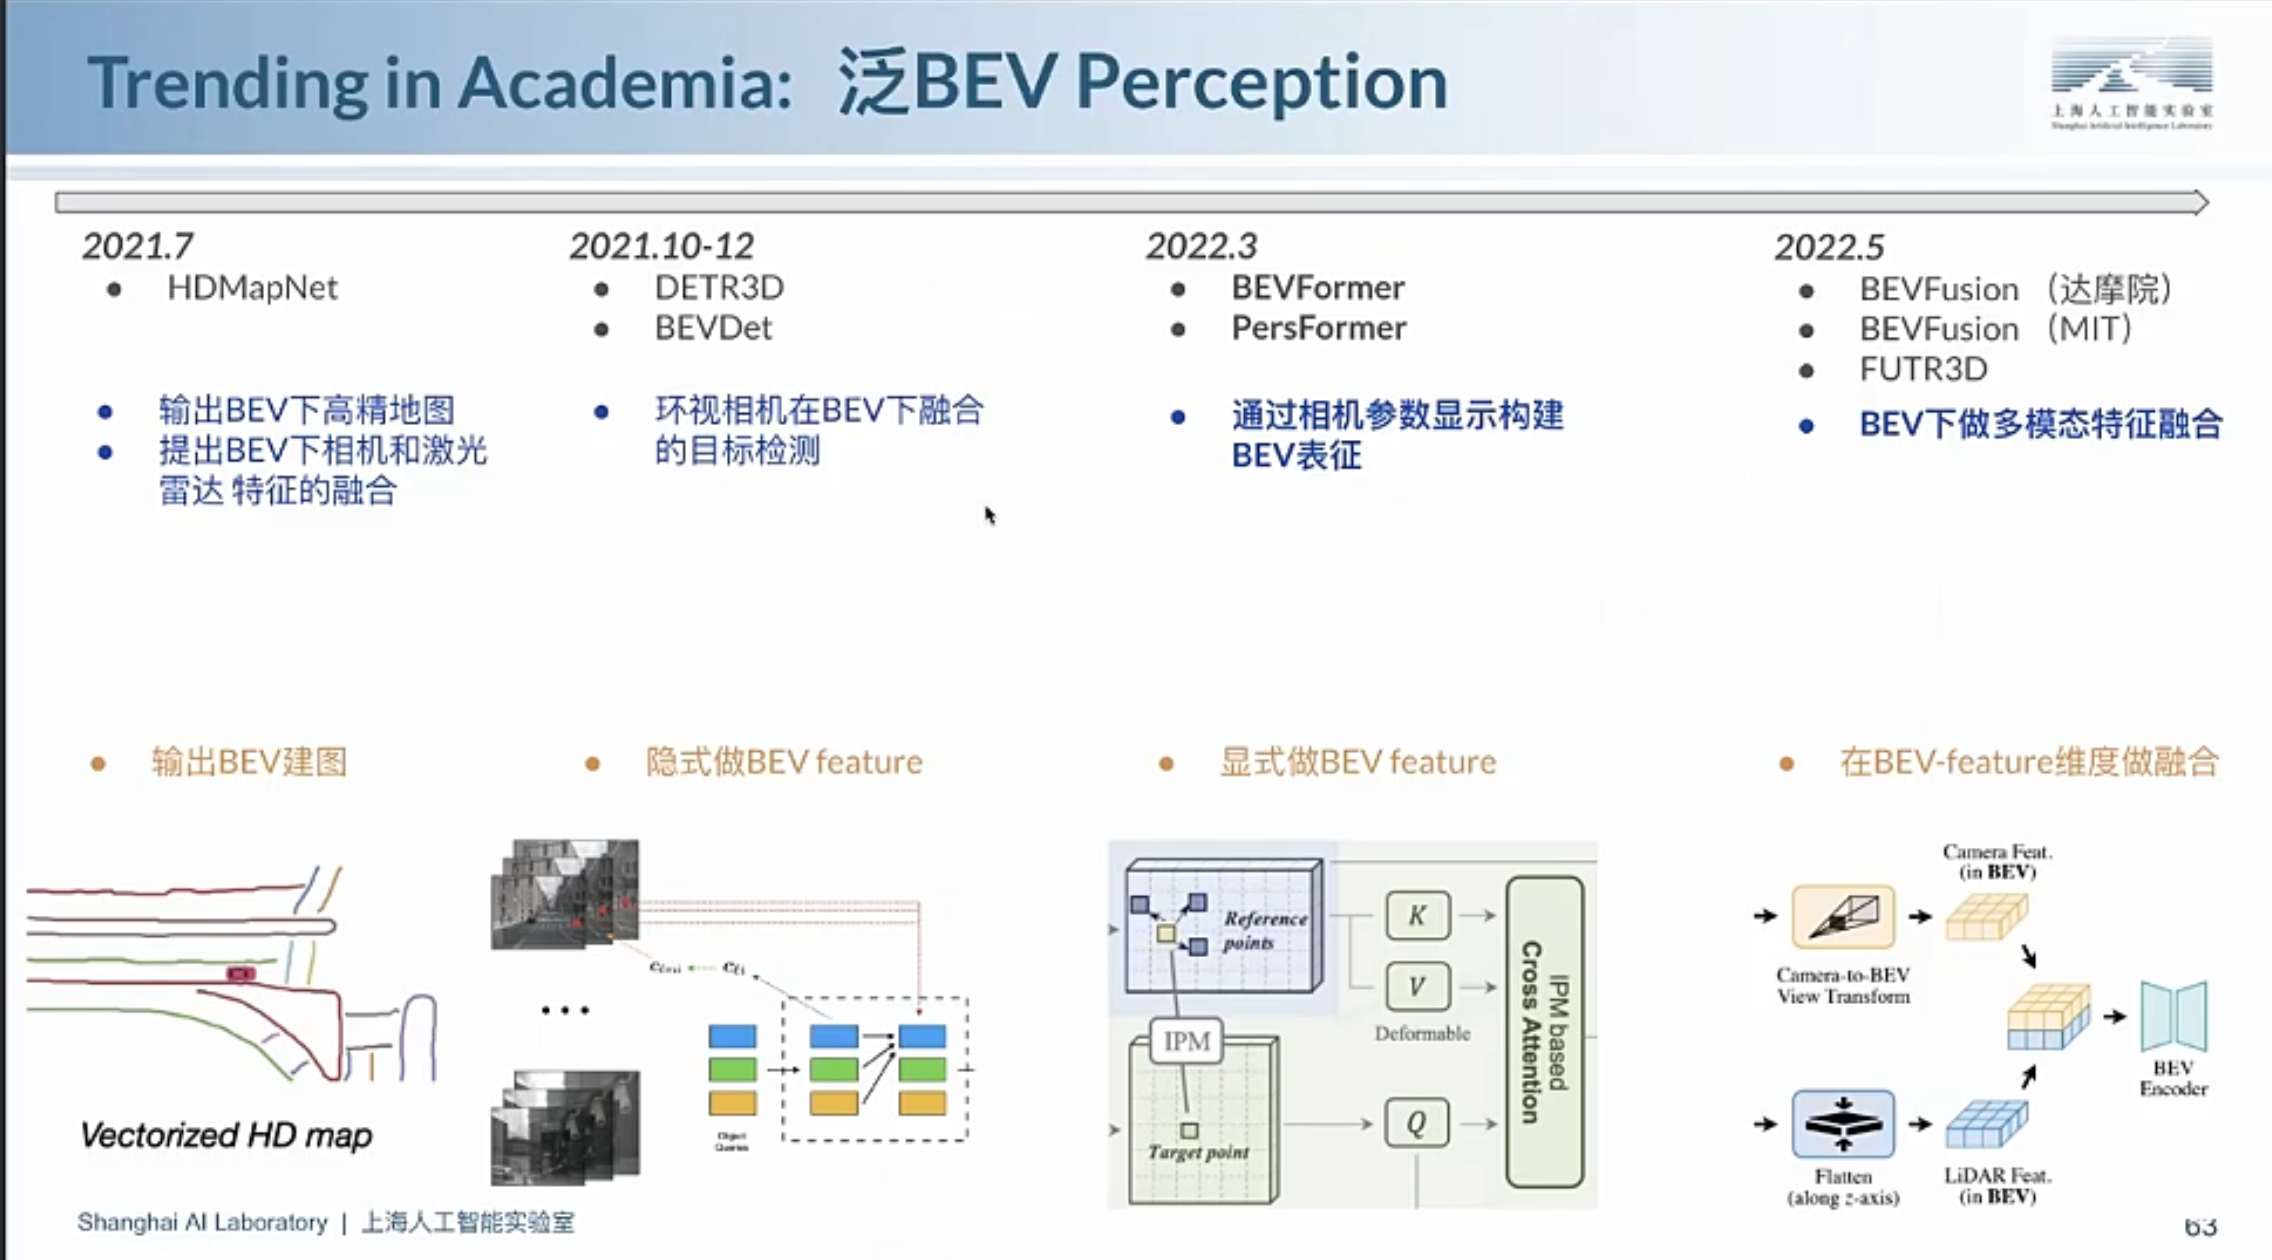 Trending in Academia: 泛BEV Perception
上海人工智能实验室
Shanghai Artificial Intelligence Laboratory
2021.7
HDMapNet
输出BEV下高精地图
提出BEV下相机和激光
雷达 特征的融合
输出BEV建图
Vectorized HD map
2021.10-12
DETR3D
BEVDet
环视相机在BEV下融合
的目标检测
隐式做BEV feature
Object
Queries
2022.3
BEVFormer
PersFormer
通过相机参数显示构建
BEV表征
显式做BEV feature
Reference
points
K
V
Deformable
IPM
Q
Target point
IPM based
Cross Attention
2022.5
BEVFusion （达摩院）
BEVFusion （MIT）
FUTR3D
BEV下做多模态特征融合
在BEV-feature维度做融合
Camera Feat.
(in BEV)
Camera-to-BEV
View Transform
BEV
Encoder
Flatten
(along z-axis)
LiDAR Feat.
(in BEV)
Shanghai AI Laboratory | 上海人工智能实验室
63